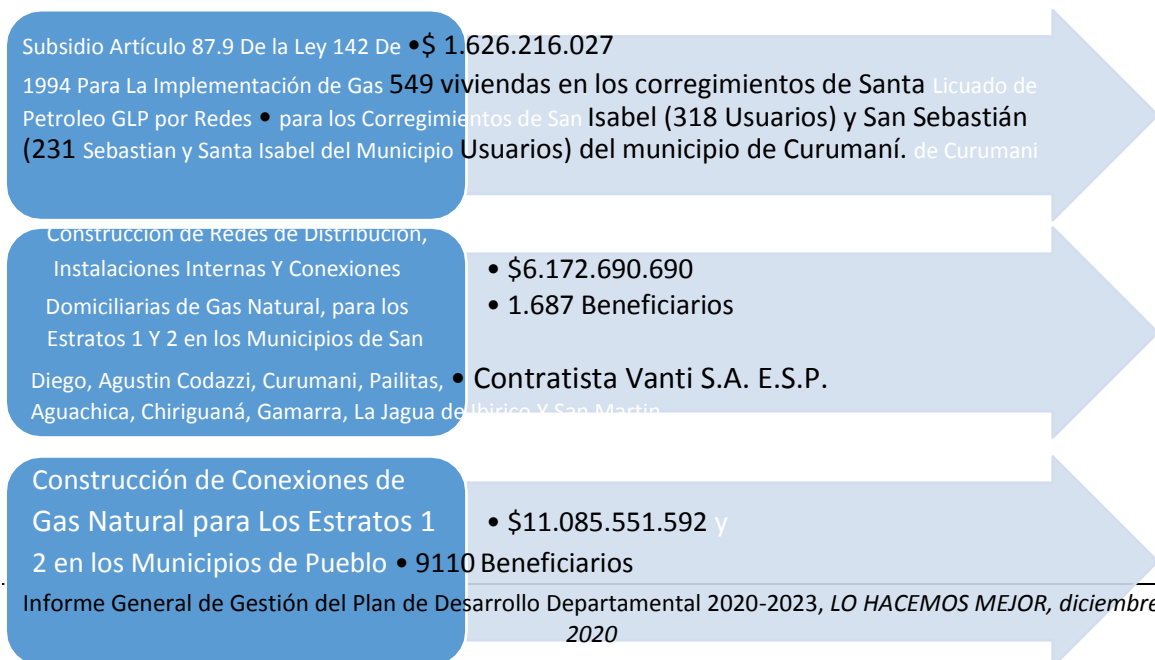 Subsidio Artículo 87.9 De la Ley 142 De •$ 1.626.216.027
1994 Para La Implementación de Gas 549 viviendas en los corregimientos de Santa Licuado de
Petroleo GLP por Redes • para los Corregimientos de San Isabel (318 Usuarios) y San Sebastián
(231 Sebastian y Santa Isabel del Municipio Usuarios) del municipio de Curumaní. de Curumani
Construcción de Redes de Distribución,
Instalaciones Internas Y Conexiones • $6.172.690.690
Domiciliarias de Gas Natural, para los • 1.687 Beneficiarios
Estratos 1 Y 2 en los Municipios de San
Diego, Agustin Codazzi, Curumani, Pailitas, • Contratista Vanti S.A. E.S.P.
Aguachica, Chiriguaná, Gamarra, La Jagua de Ibirico Y San Martin
Construcción de Conexiones de
Gas Natural para Los Estratos 1 • $11.085.551.592 y
2 en los Municipios de Pueblo • 9110 Beneficiarios
Informe General de Gestión del Plan de Desarrollo Departamental 2020-2023, LO HACEMOS MEJOR, diciembre
2020